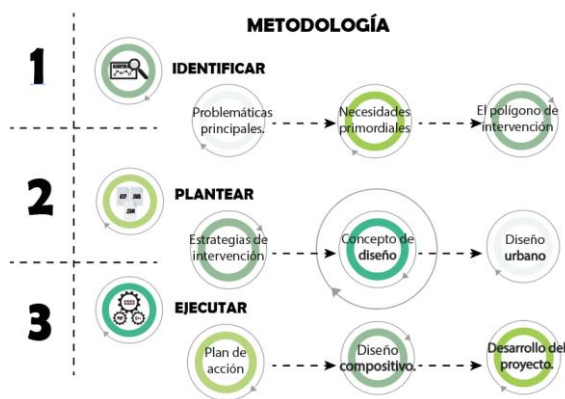 METODOLOGÍA
1
IDENTIFICAR
Problemáticas
principales.
Necesidades
primordiales
El polígono de
intervención
2
PLANTEAR
Estrategias de
intervención
Concepto de
diseño
Diseño
urbano
3
EJECUTAR
Plan de
acción
Diseño
compositivo.
Desarrollo del
proyecto.